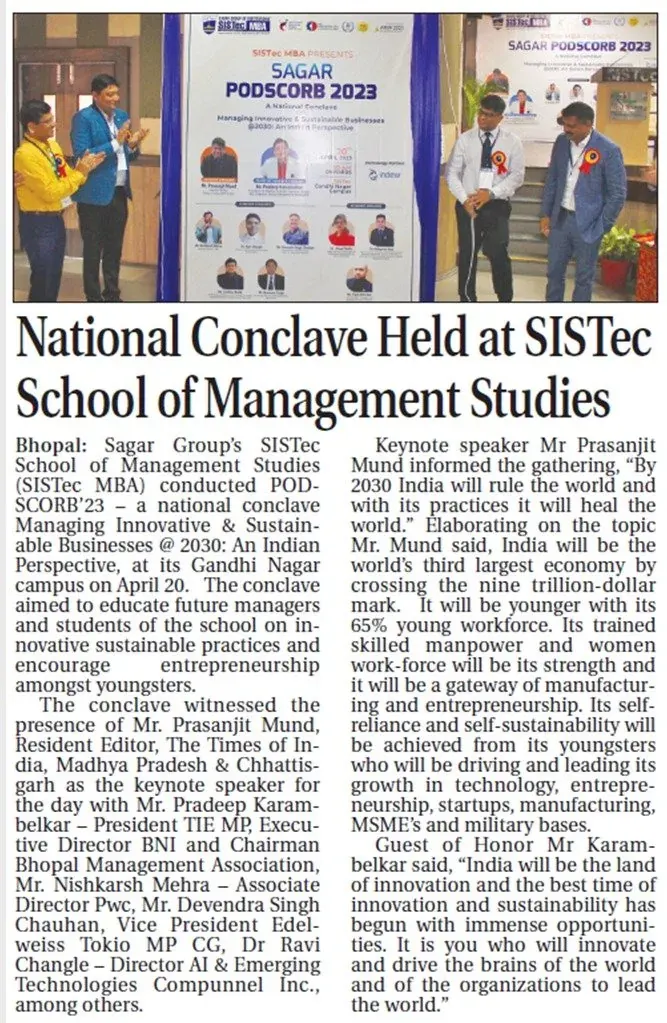 SISTec MBA
SISTec MBA PRESENTS
SAGAR
PODSCORB 2023
A National Conclave
Managing Innovative & Sustainable Businesses
@2030: An Indian Perspective
Gandhi Nagar
Campus
SAGAR PODSCORB 2023
A National Conclave
SISTec
National Conclave Held at SISTec
School of Management Studies
Bhopal: Sagar Group’s SISTec
School of Management Studies
(SISTec MBA) conducted POD-
SCORB’23 – a national conclave
Managing Innovative & Sustain-
able Businesses @ 2030: An Indian
Perspective, at its Gandhi Nagar
campus on April 20. The conclave
aimed to educate future managers
and students of the school on in-
novative sustainable practices and
encourage entrepreneurship
amongst youngsters.
The conclave witnessed the
presence of Mr. Prasanjit Mund,
Resident Editor, The Times of In-
dia, Madhya Pradesh & Chhattis-
garh as the keynote speaker for
the day with Mr. Pradeep Karam-
belkar – President TIE MP, Execu-
tive Director BNI and Chairman
Bhopal Management Association,
Mr. Nishkarsh Mehra – Associate
Director Pwc, Mr. Devendra Singh
Chauhan, Vice President Edel-
weiss Tokio MP CG, Dr Ravi
Changle – Director AI & Emerging
Technologies Compunnel Inc.,
among others.
Keynote speaker Mr Prasanjit
Mund informed the gathering, “By
2030 India will rule the world and
with its practices it will heal the
world.” Elaborating on the topic
Mr. Mund said, India will be the
world’s third largest economy by
crossing the nine trillion-dollar
mark. It will be younger with its
65% young workforce. Its trained
skilled manpower and women
work-force will be its strength and
it will be a gateway of manufactur-
ing and entrepreneurship. Its self-
reliance and self-sustainability will
be achieved from its youngsters
who will be driving and leading its
growth in technology, entrepre-
neurship, startups, manufacturing,
MSME’s and military bases.
Guest of Honor Mr Karam-
belkar said, “India will be the land
of innovation and the best time of
innovation and sustainability has
begun with immense opportuni-
ties. It is you who will innovate
and drive the brains of the world
and of the organizations to lead
the world.”